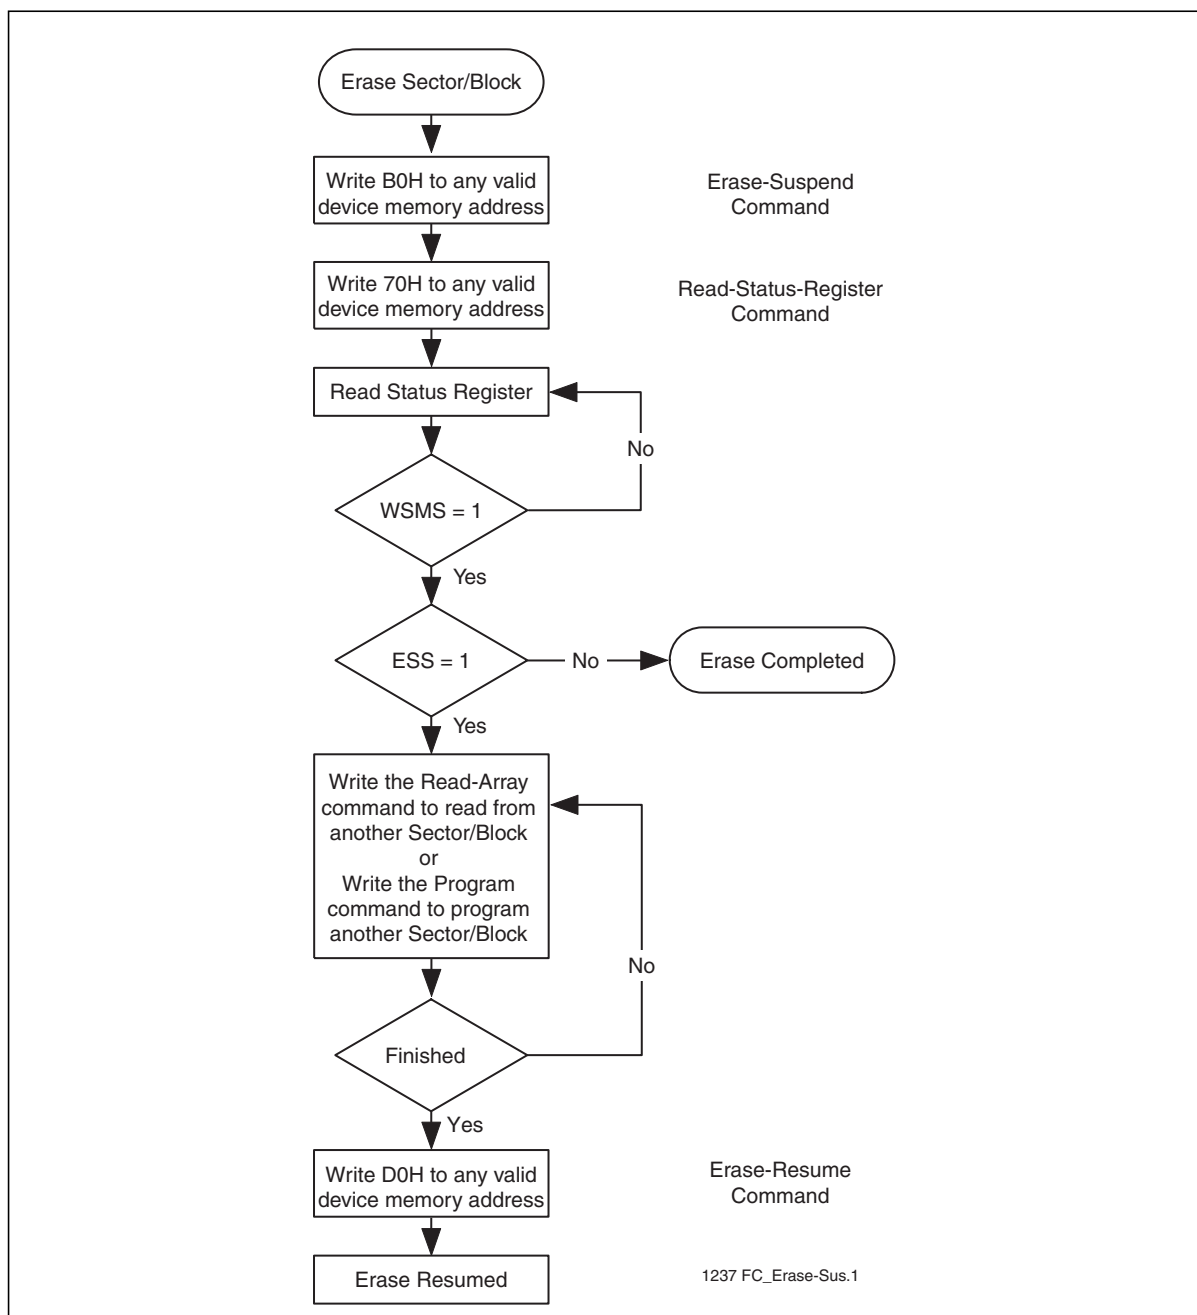 Erase Sector/Block
Write B0H to any valid
device memory address
Erase-Suspend
Command
Write 70H to any valid
device memory address
Read-Status-Register
Command
Read Status Register
No
WSMS = 1
Yes
ESS = 1
No
Erase Completed
Yes
Write the Read-Array
command to read from
another Sector/Block
or
Write the Program
command to program
another Sector/Block
No
Finished
Yes
Write D0H to any valid
device memory address
Erase-Resume
Command
Erase Resumed
1237 FC_Erase-Sus.1